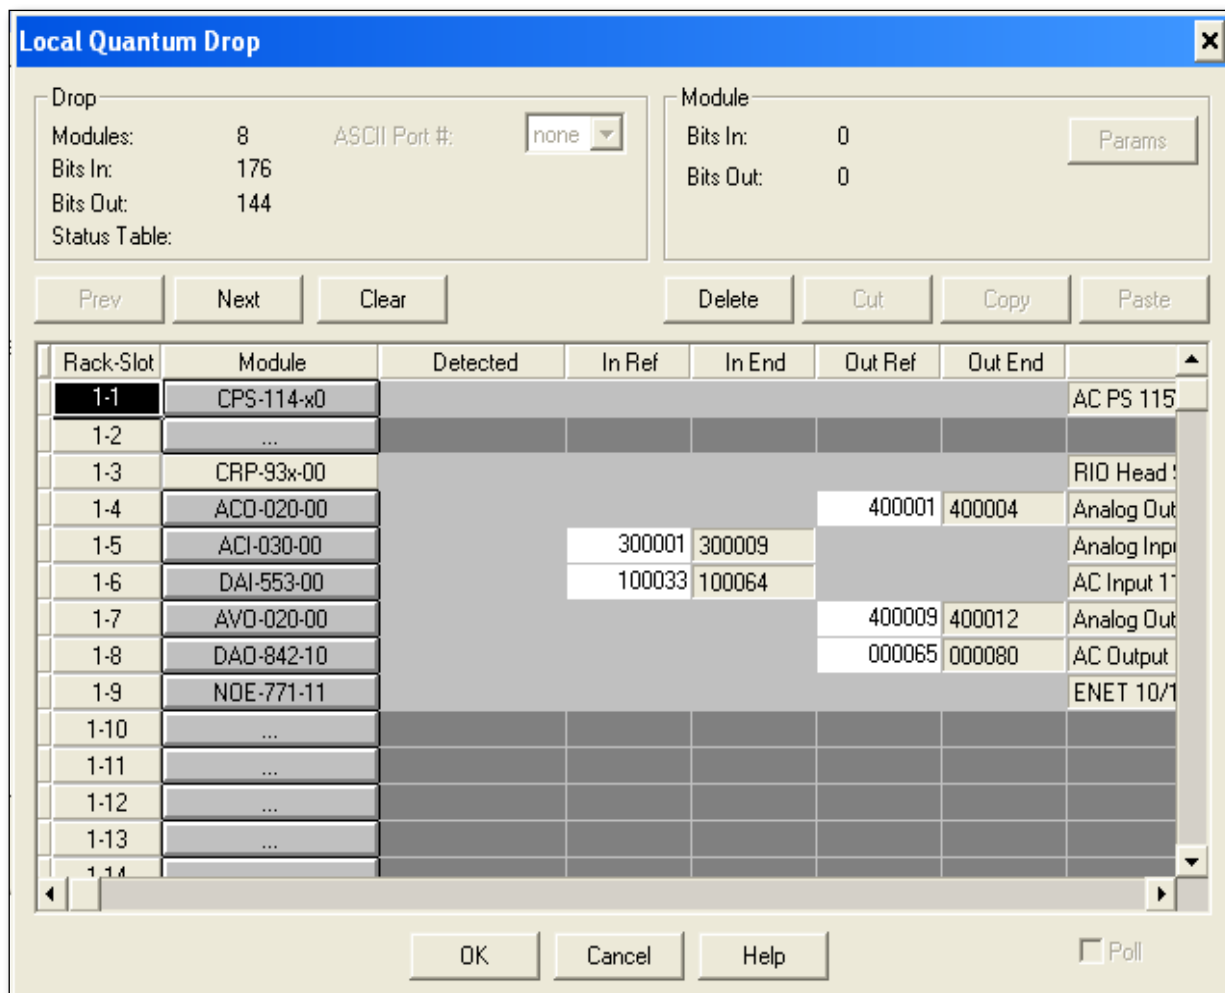 Local Quantum Drop
Drop
Modules: 8 ASCII Port #: none
Bits In: 176
Bits Out: 144
Status Table:
Module
Bits In: 0 Params
Bits Out: 0
Prev Next Clear Delete Cut Copy Paste
Rack-Slot Module Detected In Ref In End Out Ref Out End
1-1 CPS-114-x0 AC PS 115
1-2 ...
1-3 CRP-93x-00 RIO Head
1-4 ACO-020-00 400001 400004 Analog Out
1-5 ACI-030-00 300001 300009 Analog Inp
1-6 DAI-553-00 100033 100064 AC Input 11
1-7 AVO-020-00 400009 400012 Analog Out
1-8 DAO-842-10 000065 000080 AC Output
1-9 NOE-771-11 ENET 10/1
1-10 ...
1-11 ...
1-12 ...
1-13 ...
1-14
OK Cancel Help Poll